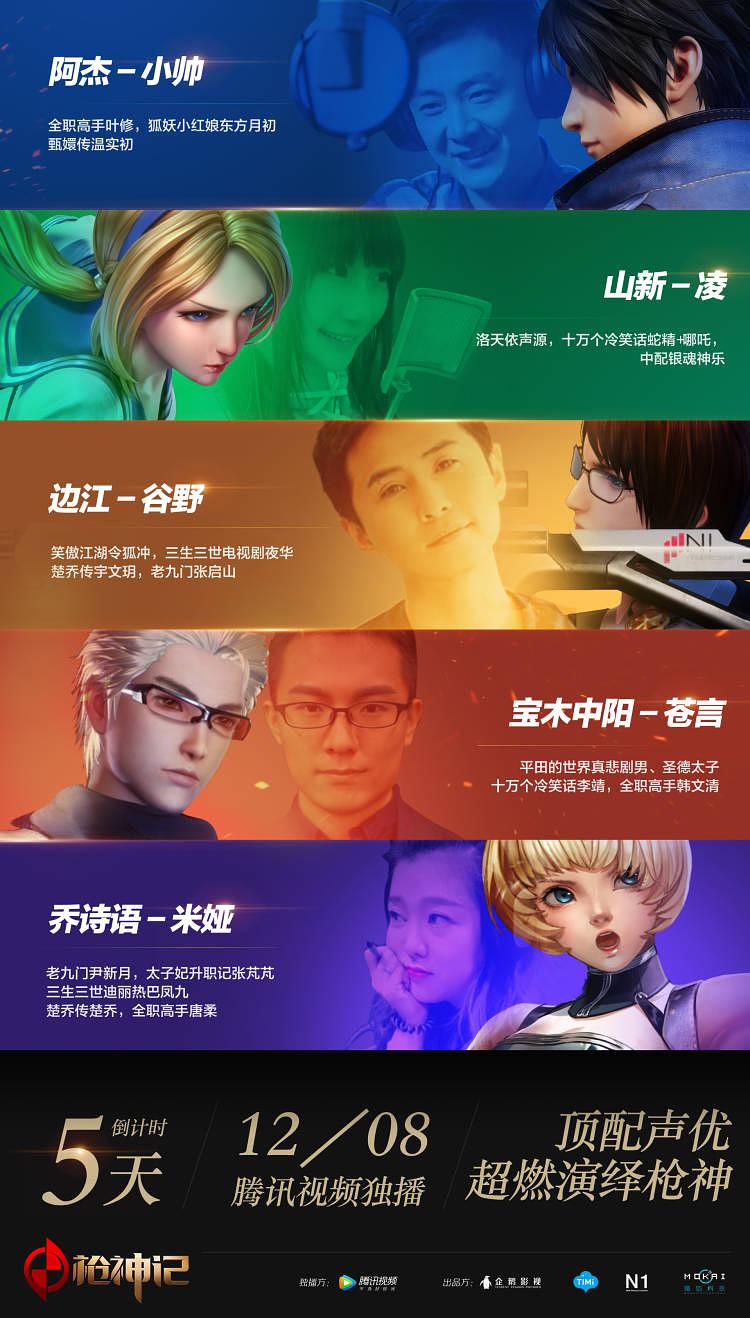 阿杰－小帅
全职高手叶修，狐妖小红娘东方月初
甄嬛传温实初
山新－凌
洛天依声源，十万个冷笑话蛇精+哪吒，
中配银魂神乐
边江－谷野
笑傲江湖令狐冲，三生三世电视剧夜华
楚乔传宇文玥，老九门张启山
NI
宝木中阳－苍言
平田的世界真悲剧男、圣德太子
十万个冷笑话李靖，全职高手韩文清
乔诗语－米娅
老九门尹新月，太子妃升职记张芃芃
三生三世迪丽热巴凤九
楚乔传楚乔，全职高手唐柔
5天 倒计时
12／08
腾讯视频独播
顶配声优
超燃演绎枪神
枪神记
独播方： 腾讯视频
出品方： 企鹅影视 TiMi N1 MOKAI